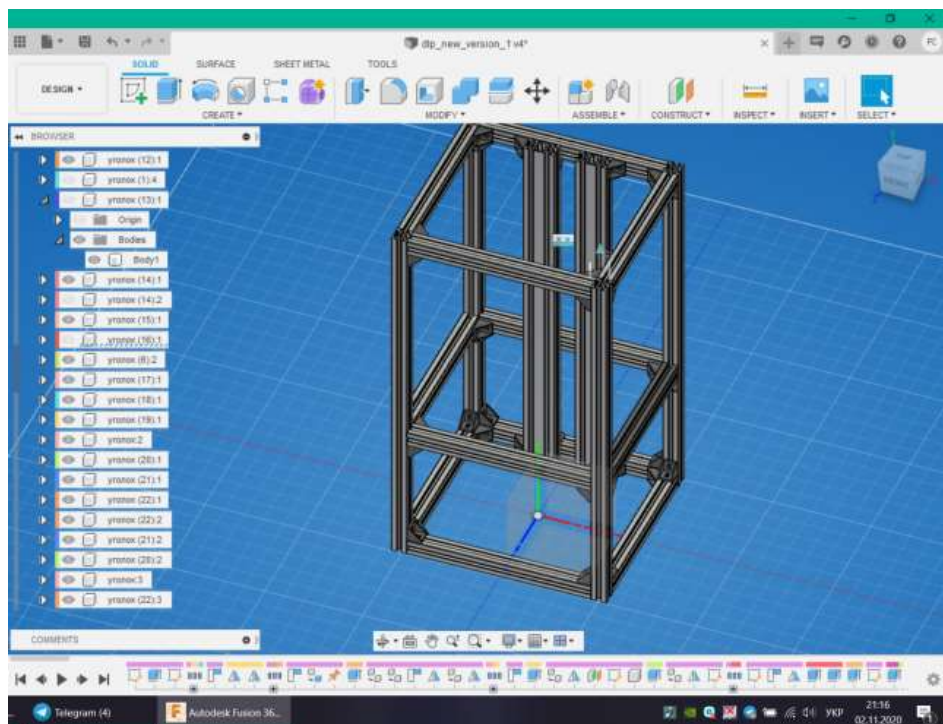 dlp_new_version_1 v4*
PC
SOLID SURFACE SHEET METAL TOOLS
DESIGN
CREATE MODIFY ASSEMBLE CONSTRUCT INSPECT INSERT SELECT
BROWSER
уголок (12):1
уголок (1):4
уголок (13):1
Origin
Bodies
Body1
уголок (14):1
уголок (14):2
уголок (15):1
уголок (16):1
уголок (8):2
уголок (17):1
уголок (18):1
уголок (19):1
уголок:2
уголок (20):1
уголок (21):1
уголок (22):1
уголок (22):2
уголок (21):2
уголок (20):2
уголок:3
уголок (22):3
COMMENTS
Telegram (4)
Autodesk Fusion 36...
УКР
21:16
02.11.2020